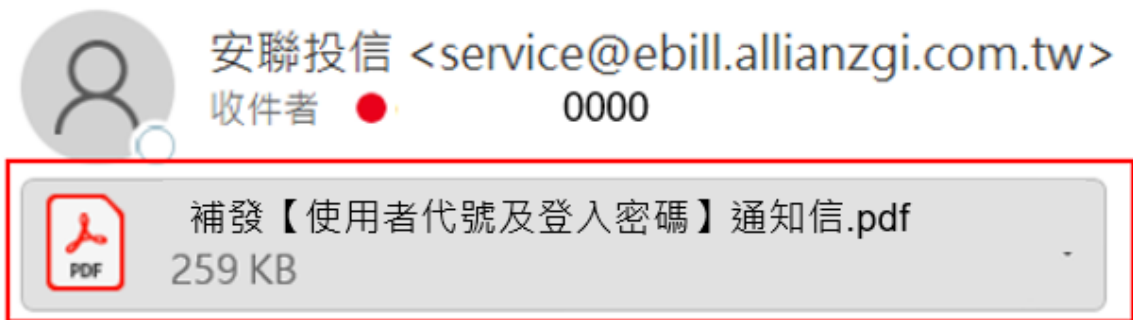 安聯投信 <service@ebill.allianzgi.com.tw>
收件者 0000
補發【使用者代號及登入密碼】通知信.pdf
PDF
259 KB